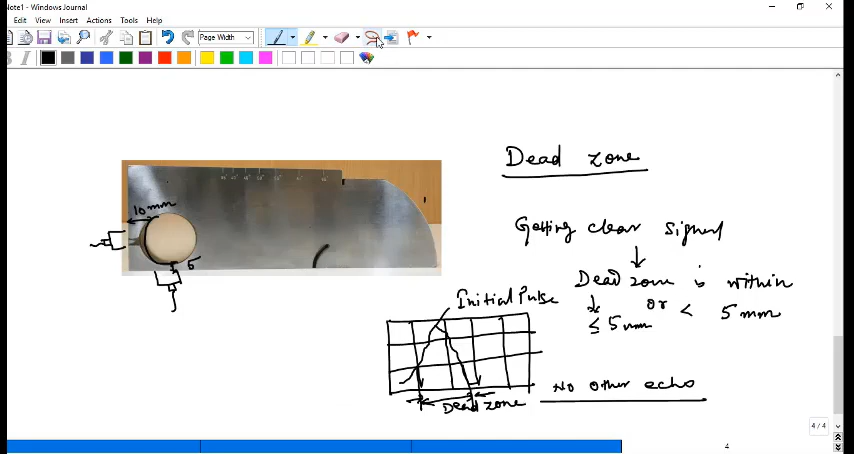 Note1 - Windows Journal
Edit View Insert Actions Tools Help
Page Width
Dead zone
10 mm
Getting clear signal
5
Dead zone is within
or < 5 mm
≤ 5 mm
Initial Pulse
No other echo
Dead zone
4 / 4
4